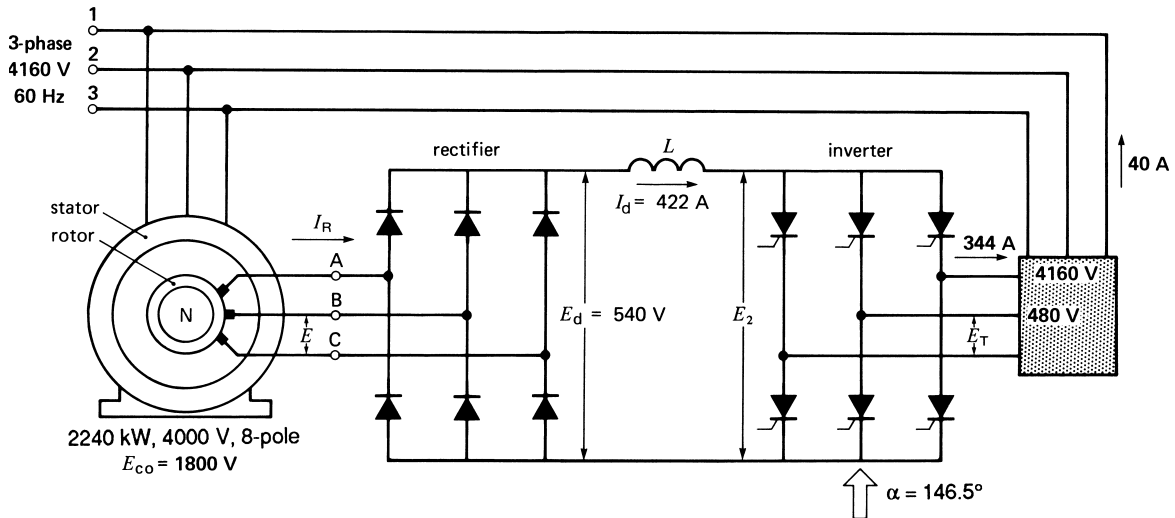 1
3-phase
2
4160 V
60 Hz
3
rectifier
L
inverter
40 A
stator
rotor
I_R
I_d = 422 A
344 A
A
4160 V
N
B
E
E_d = 540 V
E_2
480 V
E_T
C
2240 kW, 4000 V, 8-pole
E_co = 1800 V
α = 146.5°